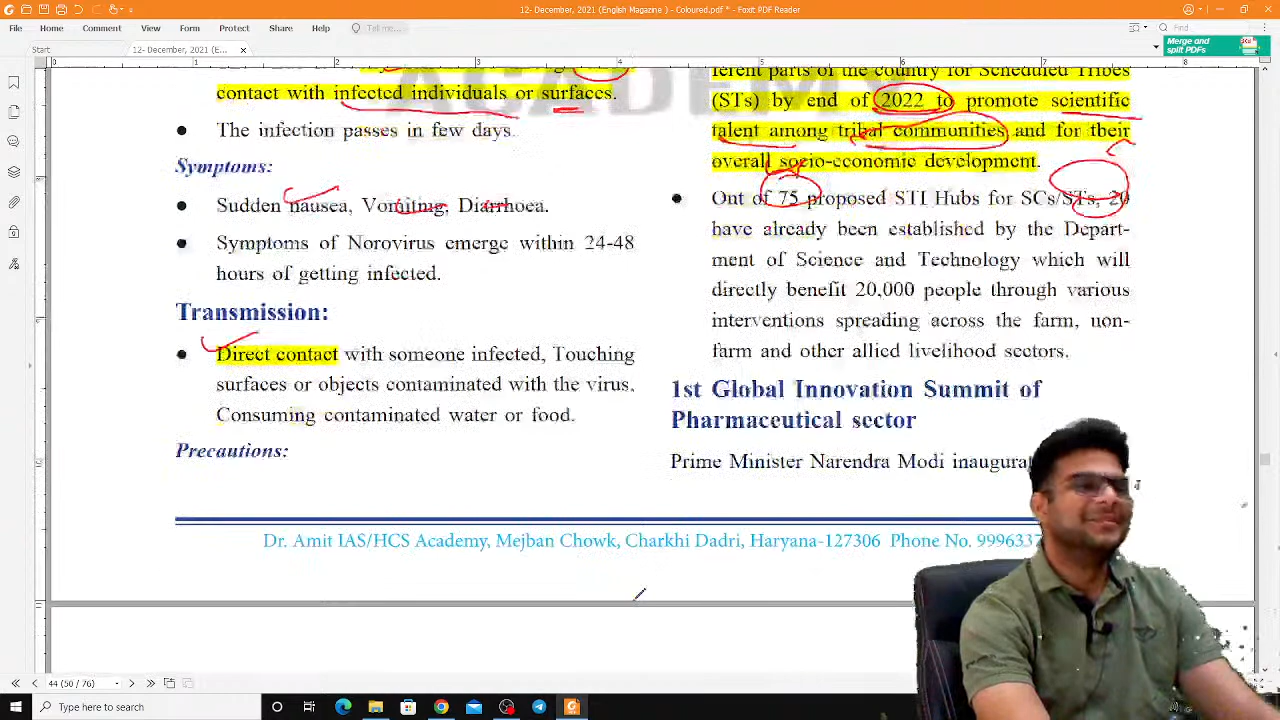 12- December, 2021 (English Magazine ) - Coloured.pdf * - Foxit PDF Reader
File Home Comment View Form Protect Share Help Tell me... Find
Start 12- December, 2021 (E... Merge and split PDFs
ACADEMY
contact with infected individuals or surfaces.
The infection passes in few days.
Symptoms:
Sudden nausea, Vomiting, Diarrhoea.
Symptoms of Norovirus emerge within 24-48
hours of getting infected.
Transmission:
Direct contact with someone infected, Touching
surfaces or objects contaminated with the virus.
Consuming contaminated water or food.
Precautions:
ferent parts of the country for Scheduled Tribes
(STs) by end of 2022 to promote scientific
talent among tribal communities and for their
overall socio-economic development.
Out of 75 proposed STI Hubs for SCs/STs, 20
have already been established by the Depart-
ment of Science and Technology which will
directly benefit 20,000 people through various
interventions spreading across the farm, non-
farm and other allied livelihood sectors.
1st Global Innovation Summit of
Pharmaceutical sector
Prime Minister Narendra Modi
Dr. Amit IAS/HCS Academy, Mejban Chowk, Charkhi Dadri, Haryana-127306 Phone No. 9996337
44 (50 / 76)
Type here to search